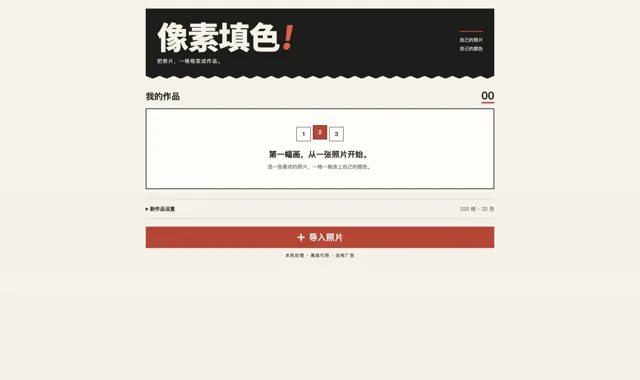 像素填色!
把照片，一格格变成作品。
自己的照片
自己的颜色
我的作品
00
1 2 3
第一幅画，从一张照片开始。
选一张喜欢的照片，一格一格涂上自己的颜色。
▸ 新作品设置
320 格 · 32 色
＋ 导入照片
本机处理 · 离线可用 · 没有广告